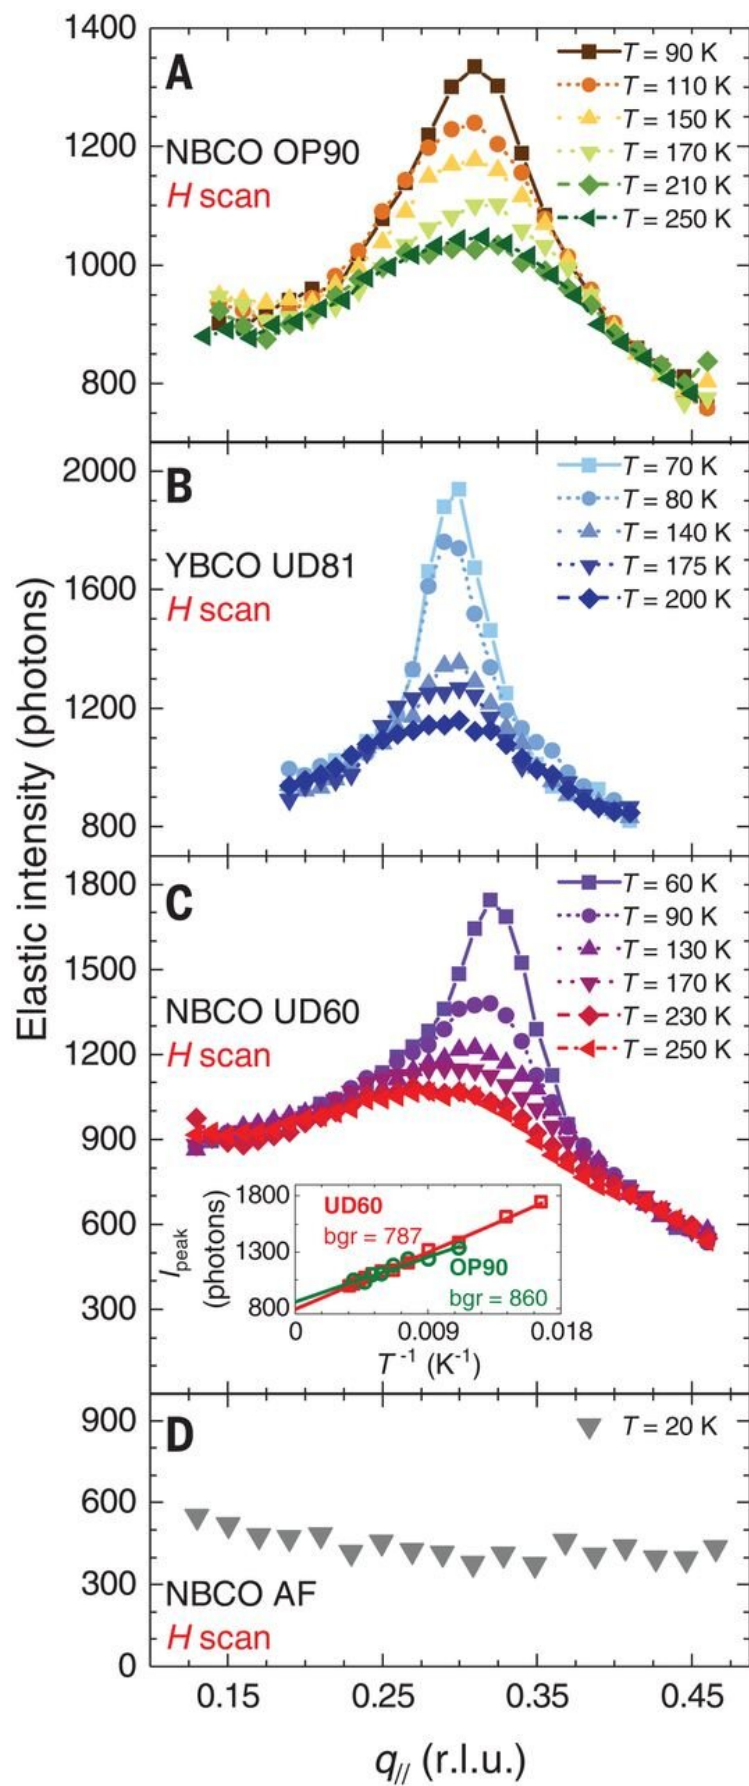 Elastic intensity (photons)
1400
1200
1000
800
A
NBCO OP90
H scan
T = 90 K
T = 110 K
T = 150 K
T = 170 K
T = 210 K
T = 250 K
2000
1600
1200
800
B
YBCO UD81
H scan
T = 70 K
T = 80 K
T = 140 K
T = 175 K
T = 200 K
1800
1500
1200
900
600
300
C
NBCO UD60
H scan
T = 60 K
T = 90 K
T = 130 K
T = 170 K
T = 230 K
T = 250 K
I peak
(photons)
1800
1300
800
UD60
bgr = 787
OP90
bgr = 860
0 0.009 0.018
T⁻¹ (K⁻¹)
900
600
300
0
D
T = 20 K
NBCO AF
H scan
0.15 0.25 0.35 0.45
q// (r.l.u.)